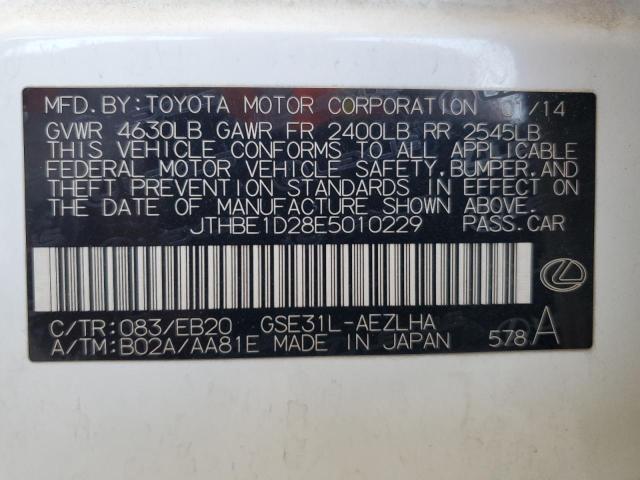 MFD. BY: TOYOTA MOTOR CORPORATION 01/14
GVWR 4630LB GAWR FR 2400LB RR 2545LB
THIS VEHICLE CONFORMS TO ALL APPLICABLE
FEDERAL MOTOR VEHICLE SAFETY, BUMPER, AND
THEFT PREVENTION STANDARDS IN EFFECT ON
THE DATE OF MANUFACTURE SHOWN ABOVE.
JTHBE1D28E5010229 PASS. CAR
C/TR: 083/EB20 GSE31L-AEZLHA
A/TM: B02A/AA81E MADE IN JAPAN 578 A